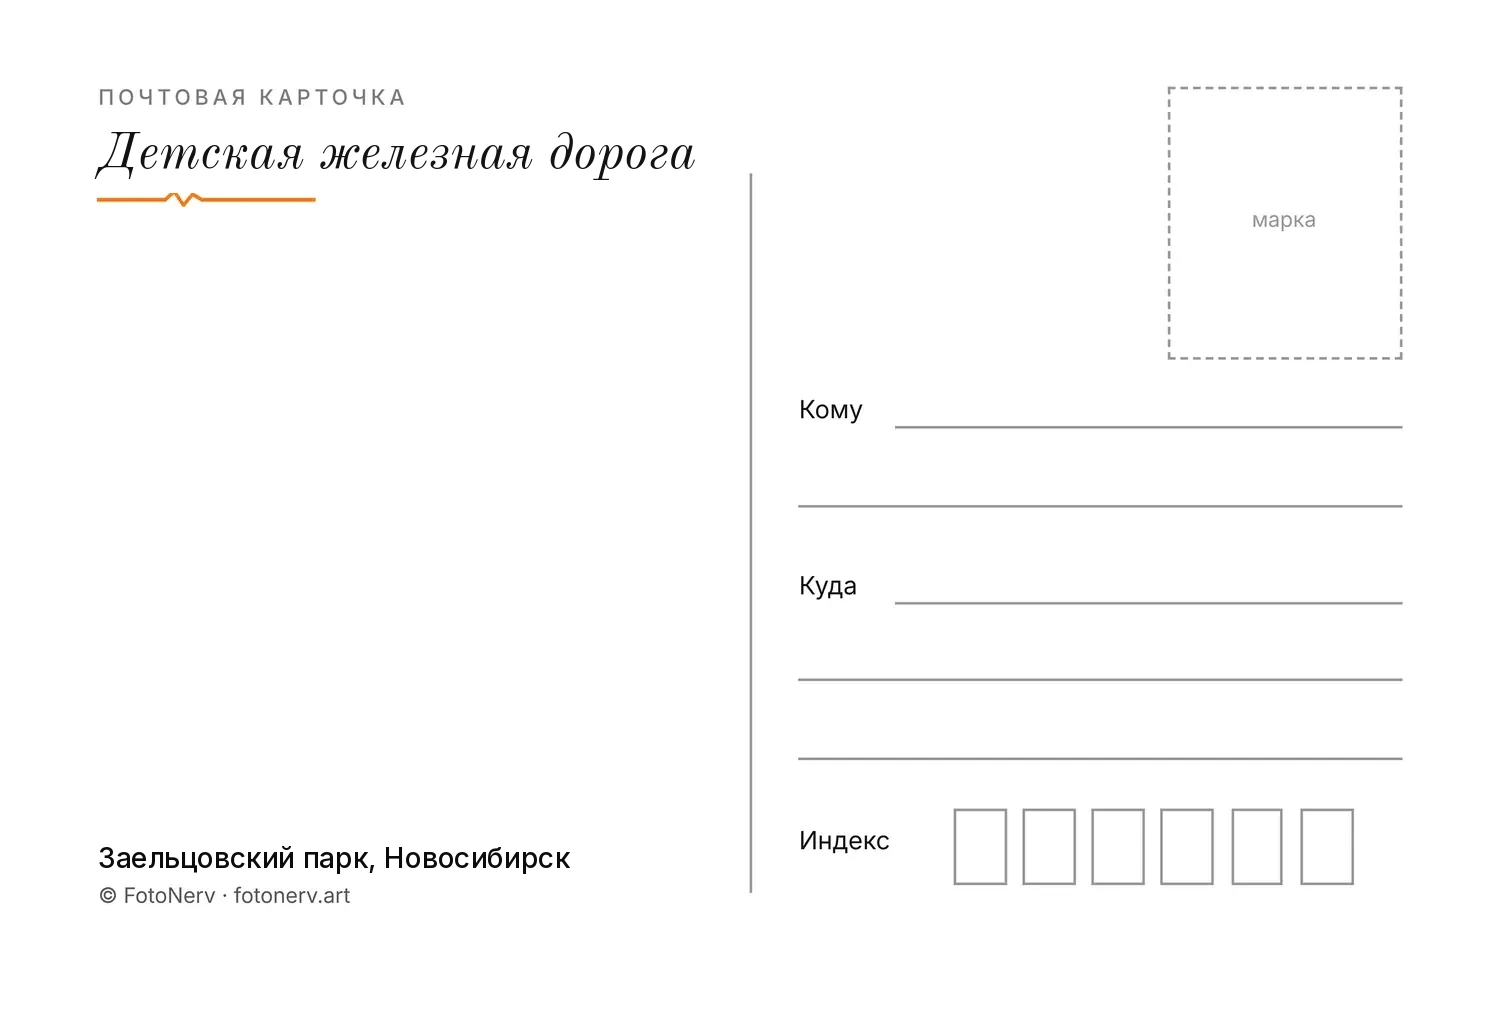 ПОЧТОВАЯ КАРТОЧКА
Детская железная дорога
марка
Кому
Куда
Индекс
Заельцовский парк, Новосибирск
© FotoNerv · fotonerv.art